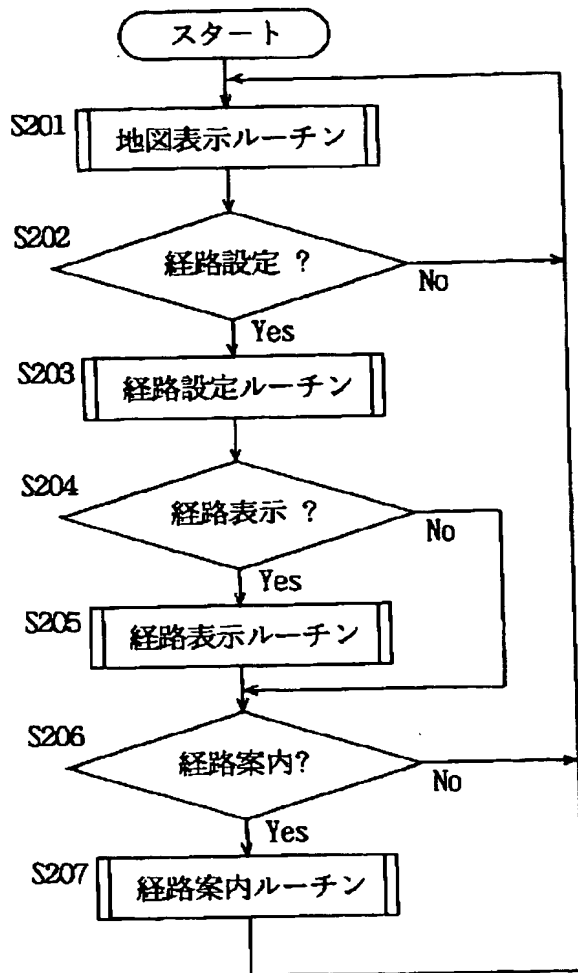 スタート
S201
地図表示ルーチン
S202
経路設定 ?
No
Yes
S203
経路設定ルーチン
S204
経路表示 ?
No
Yes
S205
経路表示ルーチン
S206
経路案内?
No
Yes
S207
経路案内ルーチン